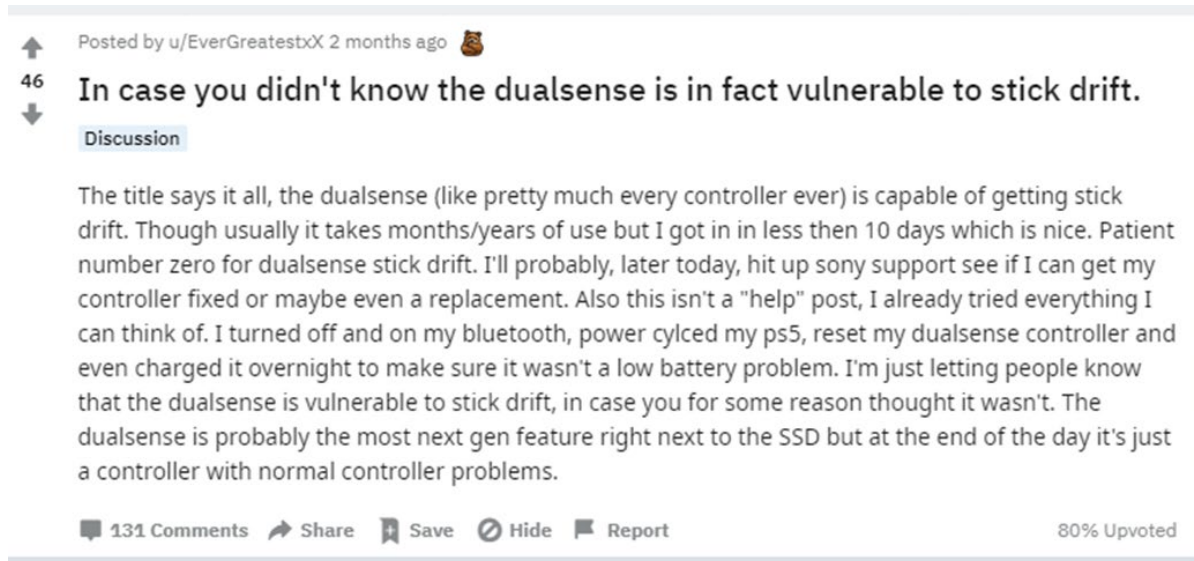 Posted by u/EverGreatestxX 2 months ago
46
In case you didn't know the dualsense is in fact vulnerable to stick drift.
Discussion
The title says it all, the dualsense (like pretty much every controller ever) is capable of getting stick
drift. Though usually it takes months/years of use but I got in in less then 10 days which is nice. Patient
number zero for dualsense stick drift. I'll probably, later today, hit up sony support see if I can get my
controller fixed or maybe even a replacement. Also this isn't a "help" post, I already tried everything I
can think of. I turned off and on my bluetooth, power cylced my ps5, reset my dualsense controller and
even charged it overnight to make sure it wasn't a low battery problem. I'm just letting people know
that the dualsense is vulnerable to stick drift, in case you for some reason thought it wasn't. The
dualsense is probably the most next gen feature right next to the SSD but at the end of the day it's just
a controller with normal controller problems.
131 Comments Share Save Hide Report 80% Upvoted